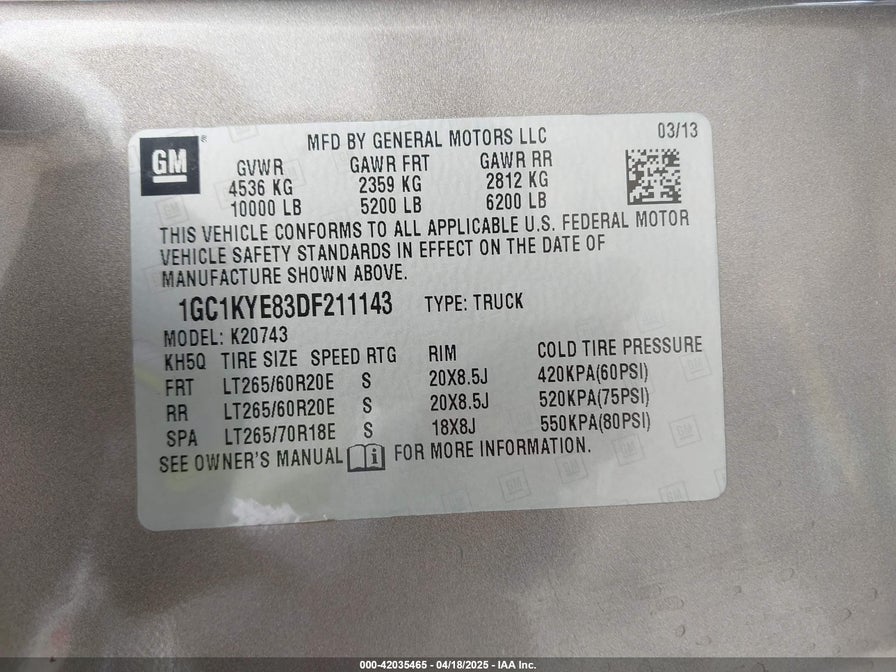 GM
MFD BY GENERAL MOTORS LLC 03/13
GVWR GAWR FRT GAWR RR
4536 KG 2359 KG 2812 KG
10000 LB 5200 LB 6200 LB
THIS VEHICLE CONFORMS TO ALL APPLICABLE U.S. FEDERAL MOTOR
VEHICLE SAFETY STANDARDS IN EFFECT ON THE DATE OF
MANUFACTURE SHOWN ABOVE.
1GC1KYE83DF211143 TYPE: TRUCK
MODEL: K20743
KH5Q TIRE SIZE SPEED RTG RIM COLD TIRE PRESSURE
FRT LT265/60R20E S 20X8.5J 420KPA(60PSI)
RR LT265/60R20E S 20X8.5J 520KPA(75PSI)
SPA LT265/70R18E S 18X8J 550KPA(80PSI)
SEE OWNER'S MANUAL i FOR MORE INFORMATION.
000-42035465 - 04/18/2025 - IAA Inc.